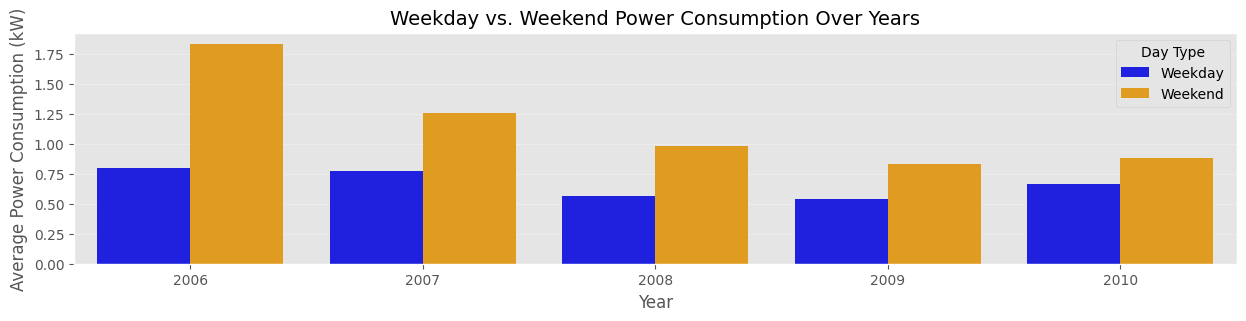 Weekday vs. Weekend Power Consumption Over Years
Average Power Consumption (kW)
1.75
1.50
1.25
1.00
0.75
0.50
0.25
0.00
Day Type
Weekday
Weekend
2006 2007 2008 2009 2010
Year